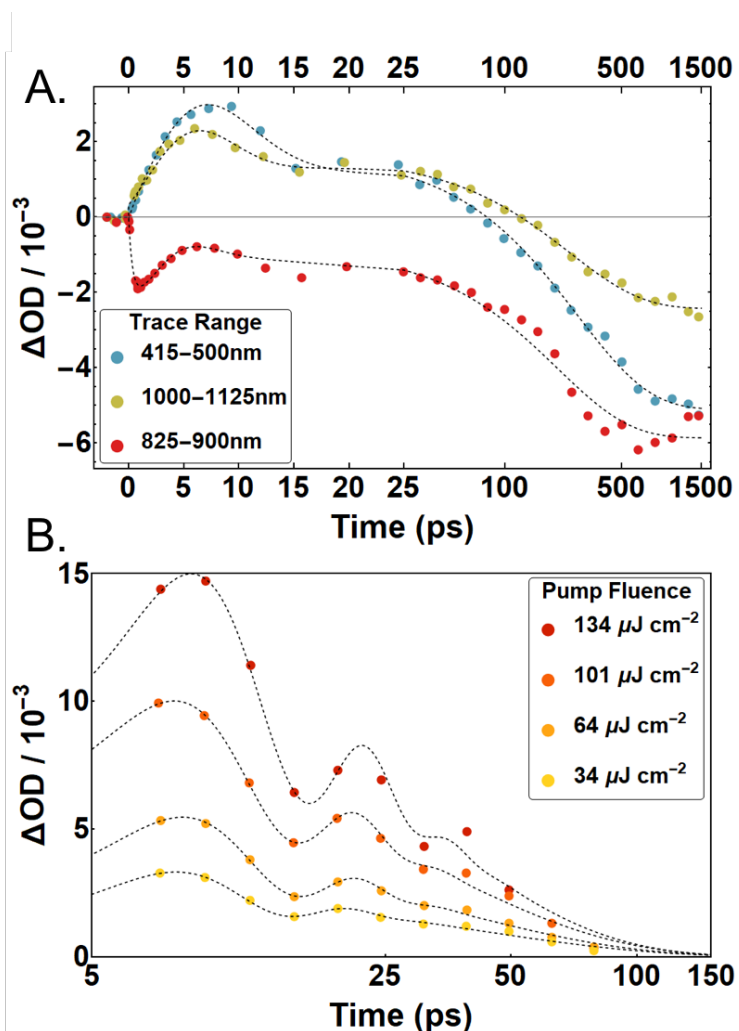 0 5 10 15 20 25 100 500 1500
A.
2
0
−2
−4
−6
ΔOD / 10⁻³
Trace Range
415−500nm
1000−1125nm
825−900nm
0 5 10 15 20 25 100 500 1500
Time (ps)
B.
15
10
5
0
ΔOD / 10⁻³
Pump Fluence
134 μJ cm⁻²
101 μJ cm⁻²
64 μJ cm⁻²
34 μJ cm⁻²
5 25 50 100 150
Time (ps)